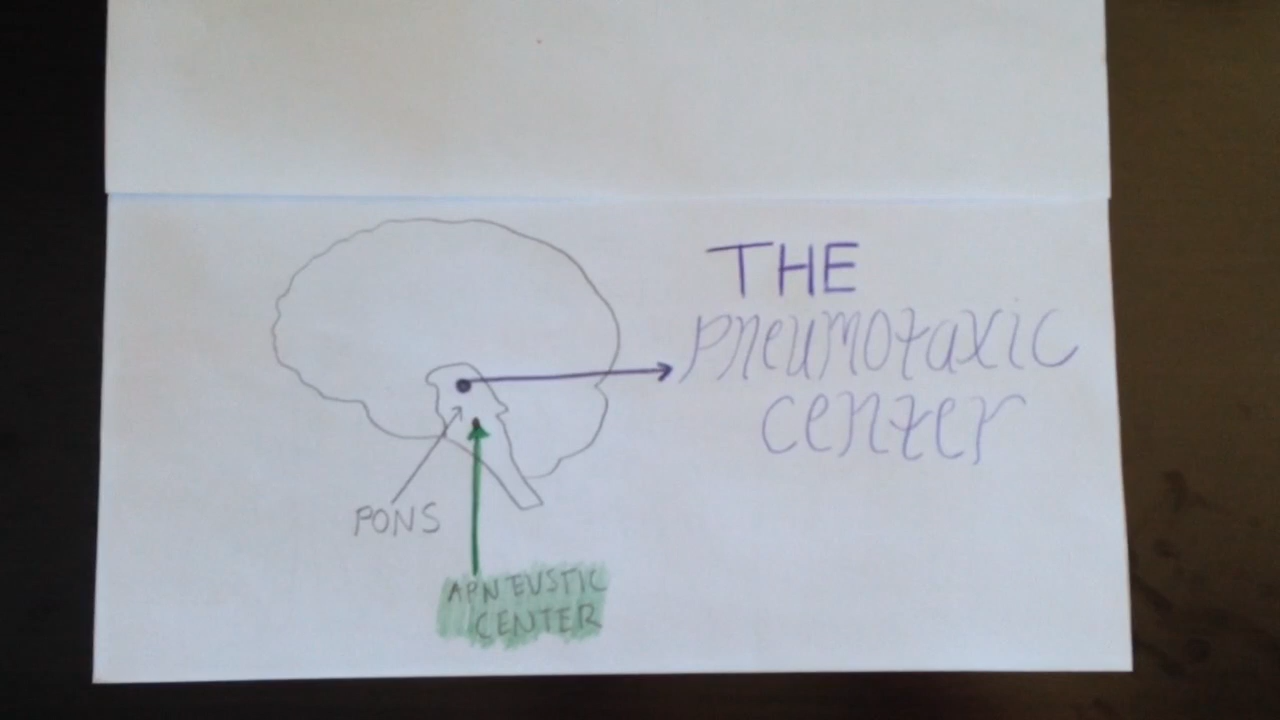 THE
pneumotaxic
center
PONS
APNEUSTIC
CENTER